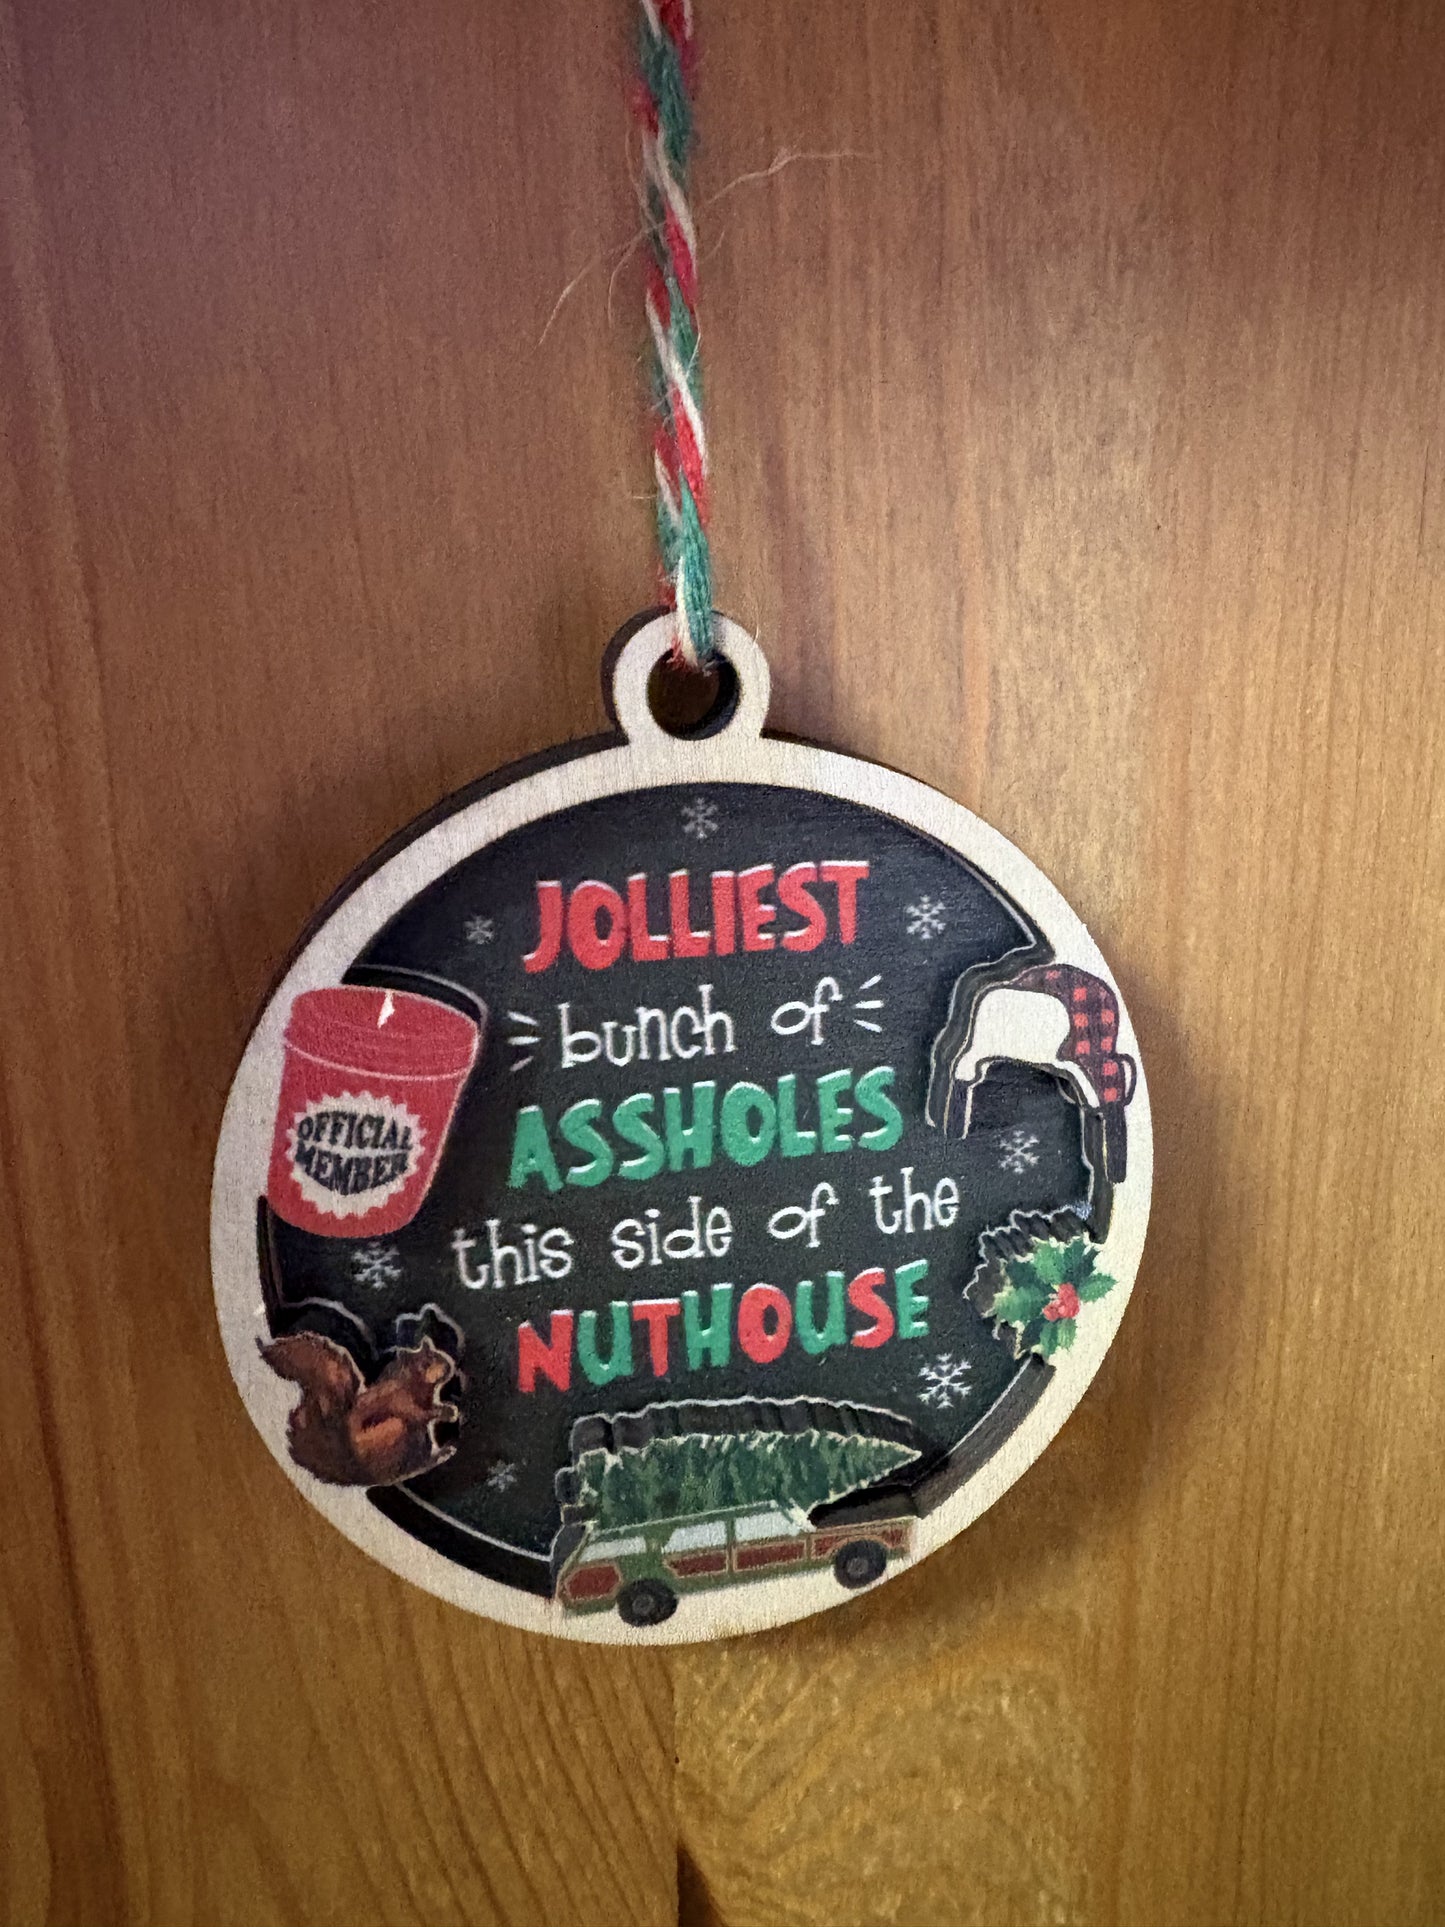 JOLLIEST
bunch of
ASSHOLES
this side of the
NUTHOUSE
OFFICIAL
MEMBER